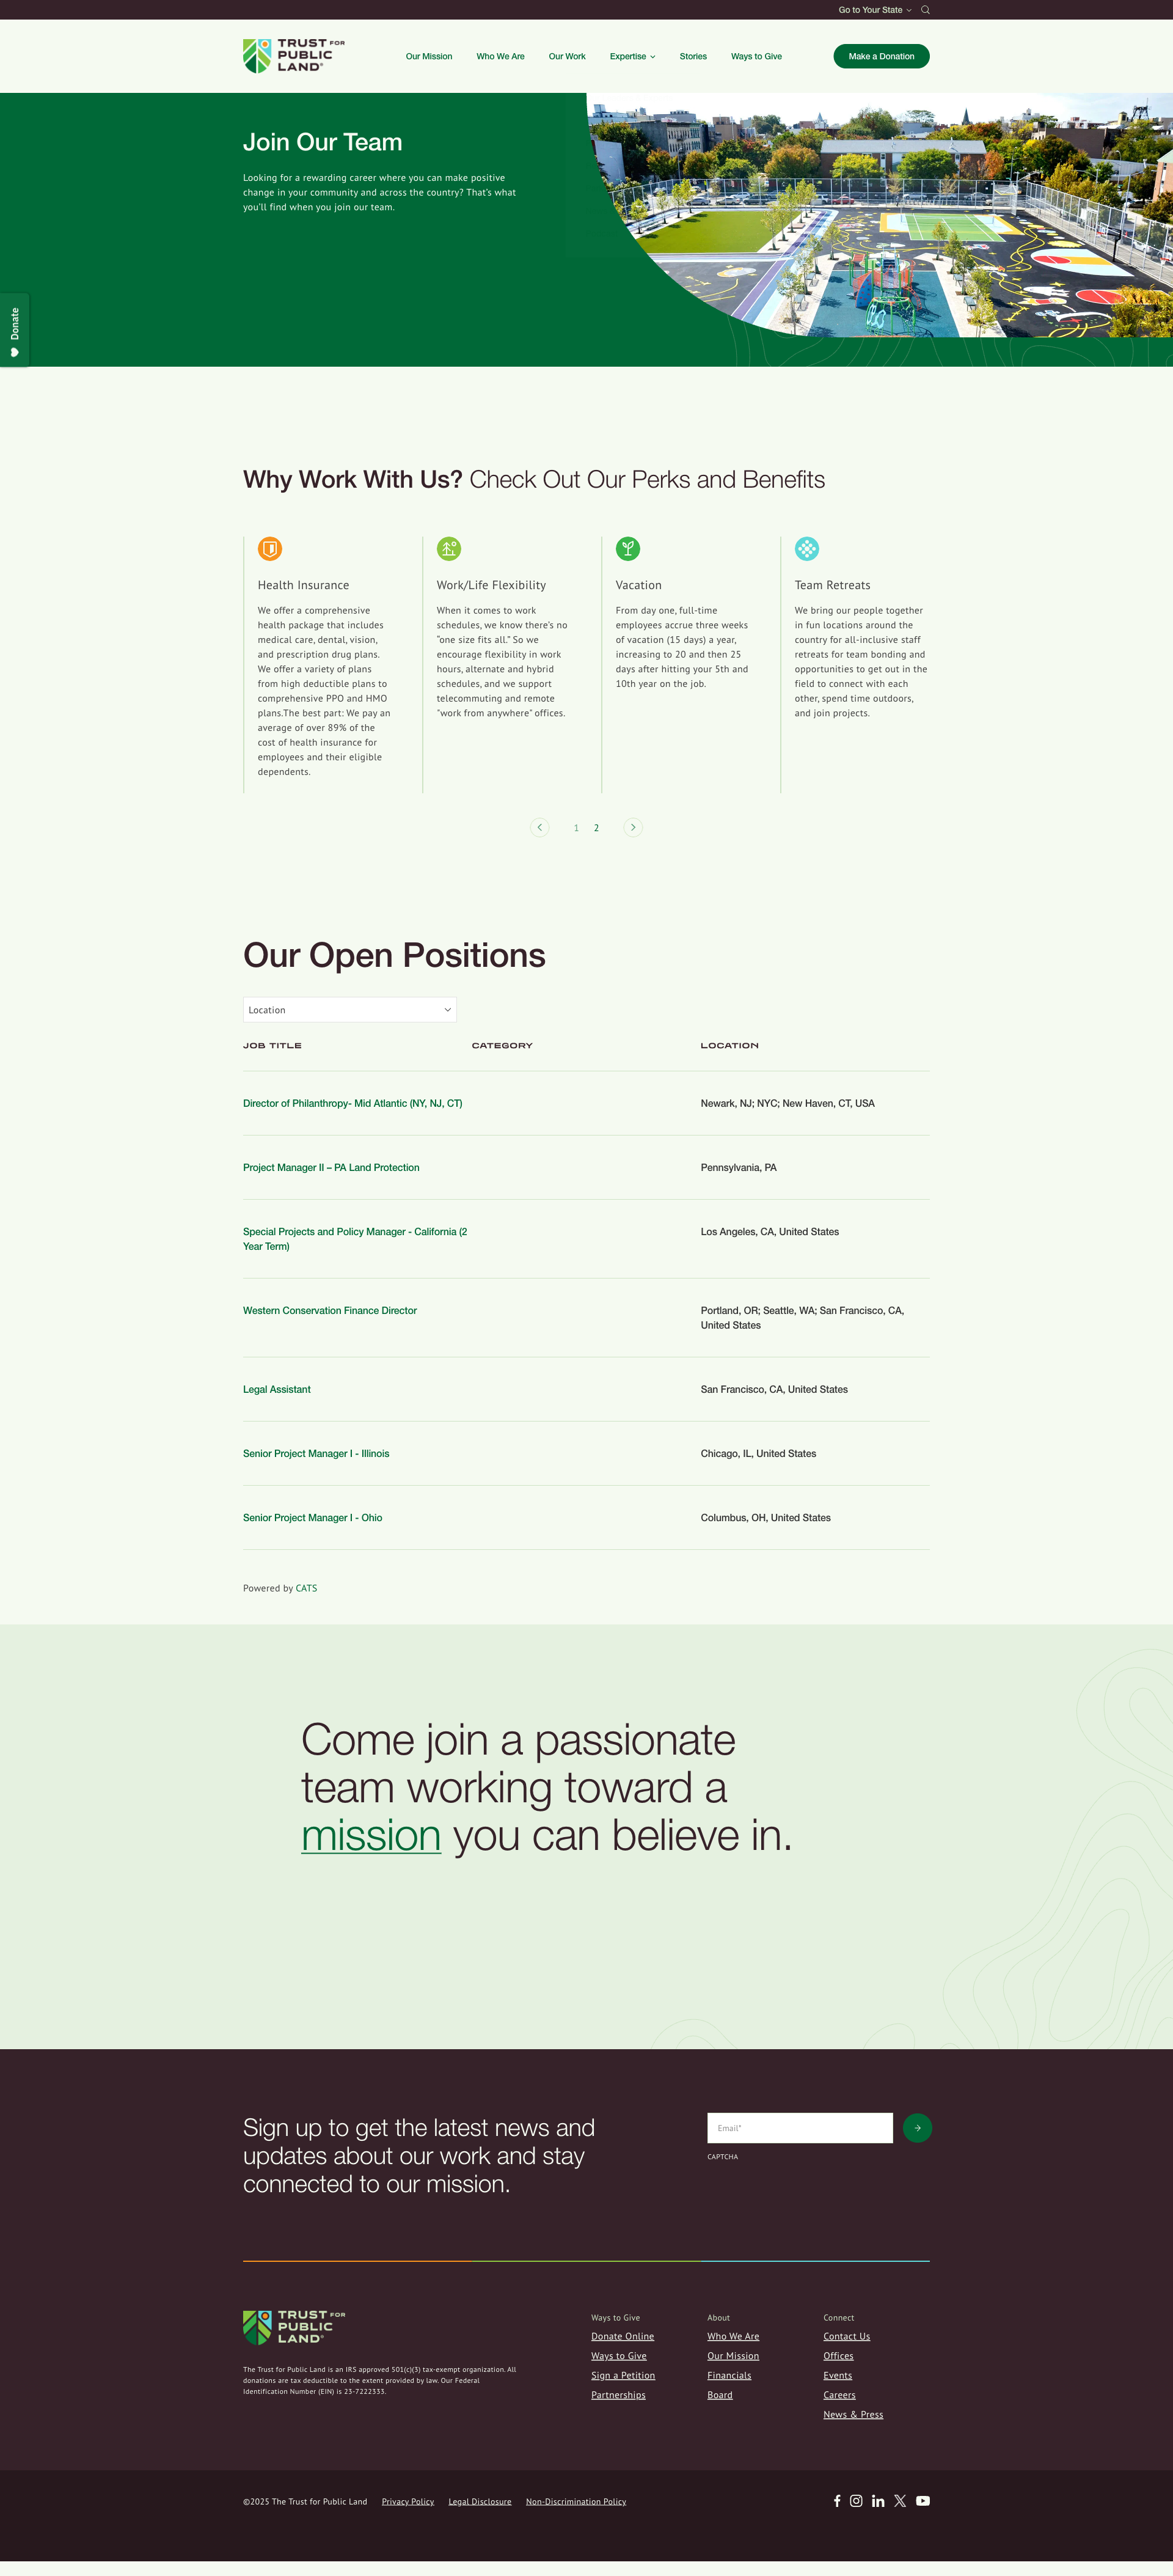 Go to Your State
TRUST FOR
PUBLIC
LAND®
Our Mission
Who We Are
Our Work
Expertise
Stories
Ways to Give
Make a Donation
Join Our Team
Looking for a rewarding career where you can make positive
change in your community and across the country? That's what
you'll find when you join our team.
Donate
Why Work With Us? Check Out Our Perks and Benefits
Health Insurance
We offer a comprehensive
health package that includes
medical care, dental, vision,
and prescription drug plans.
We offer a variety of plans
from high deductible plans to
comprehensive PPO and HMO
plans.The best part: We pay an
average of over 89% of the
cost of health insurance for
employees and their eligible
dependents.
Work/Life Flexibility
When it comes to work
schedules, we know there's no
"one size fits all." So we
encourage flexibility in work
hours, alternate and hybrid
schedules, and we support
telecommuting and remote
"work from anywhere" offices.
Vacation
From day one, full-time
employees accrue three weeks
of vacation (15 days) a year,
increasing to 20 and then 25
days after hitting your 5th and
10th year on the job.
Team Retreats
We bring our people together
in fun locations around the
country for all-inclusive staff
retreats for team bonding and
opportunities to get out in the
field to connect with each
other, spend time outdoors,
and join projects.
1 2
Our Open Positions
Location
JOB TITLE
CATEGORY
LOCATION
Director of Philanthropy- Mid Atlantic (NY, NJ, CT)
Newark, NJ; NYC; New Haven, CT, USA
Project Manager II – PA Land Protection
Pennsylvania, PA
Special Projects and Policy Manager - California (2
Year Term)
Los Angeles, CA, United States
Western Conservation Finance Director
Portland, OR; Seattle, WA; San Francisco, CA,
United States
Legal Assistant
San Francisco, CA, United States
Senior Project Manager I - Illinois
Chicago, IL, United States
Senior Project Manager I - Ohio
Columbus, OH, United States
Powered by CATS
Come join a passionate
team working toward a
mission you can believe in.
Sign up to get the latest news and
updates about our work and stay
connected to our mission.
Email*
CAPTCHA
TRUST FOR
PUBLIC
LAND®
The Trust for Public Land is an IRS approved 501(c)(3) tax-exempt organization. All
donations are tax deductible to the extent provided by law. Our Federal
Identification Number (EIN) is 23-7222333.
Ways to Give
Donate Online
Ways to Give
Sign a Petition
Partnerships
About
Who We Are
Our Mission
Financials
Board
Connect
Contact Us
Offices
Events
Careers
News & Press
©2025 The Trust for Public Land
Privacy Policy
Legal Disclosure
Non-Discrimination Policy